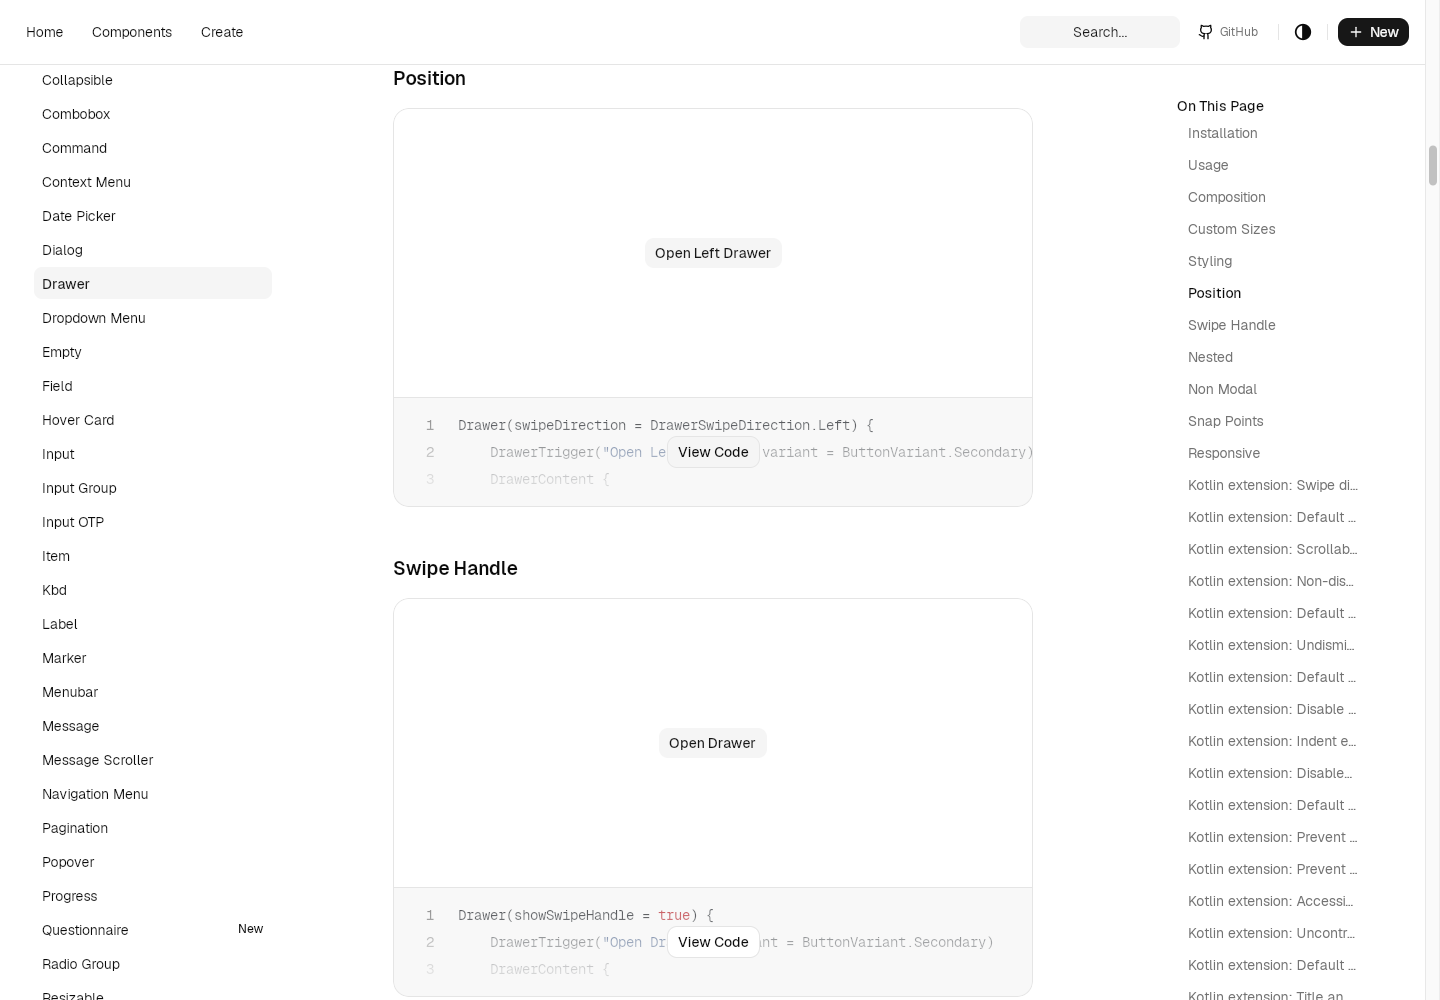 Home
Components
Create
Search...
GitHub
New
Collapsible
Combobox
Command
Context Menu
Date Picker
Dialog
Drawer
Dropdown Menu
Empty
Field
Hover Card
Input
Input Group
Input OTP
Item
Kbd
Label
Marker
Menubar
Message
Message Scroller
Navigation Menu
Pagination
Popover
Progress
Questionnaire New
Radio Group
Resizable
Position
Open Left Drawer
1 Drawer(swipeDirection = DrawerSwipeDirection.Left) {
2 DrawerTrigger("Open Le View Code variant = ButtonVariant.Secondary)
3 DrawerContent {
Swipe Handle
Open Drawer
1 Drawer(showSwipeHandle = true) {
2 DrawerTrigger("Open Dr View Code ant = ButtonVariant.Secondary)
3 DrawerContent {
On This Page
Installation
Usage
Composition
Custom Sizes
Styling
Position
Swipe Handle
Nested
Non Modal
Snap Points
Responsive
Kotlin extension: Swipe di...
Kotlin extension: Default ...
Kotlin extension: Scrollab...
Kotlin extension: Non-dis...
Kotlin extension: Default ...
Kotlin extension: Undismi...
Kotlin extension: Default ...
Kotlin extension: Disable ...
Kotlin extension: Indent e...
Kotlin extension: Disable...
Kotlin extension: Default ...
Kotlin extension: Prevent ...
Kotlin extension: Prevent ...
Kotlin extension: Accessi...
Kotlin extension: Uncontr...
Kotlin extension: Default ...
Kotlin extension: Title an...